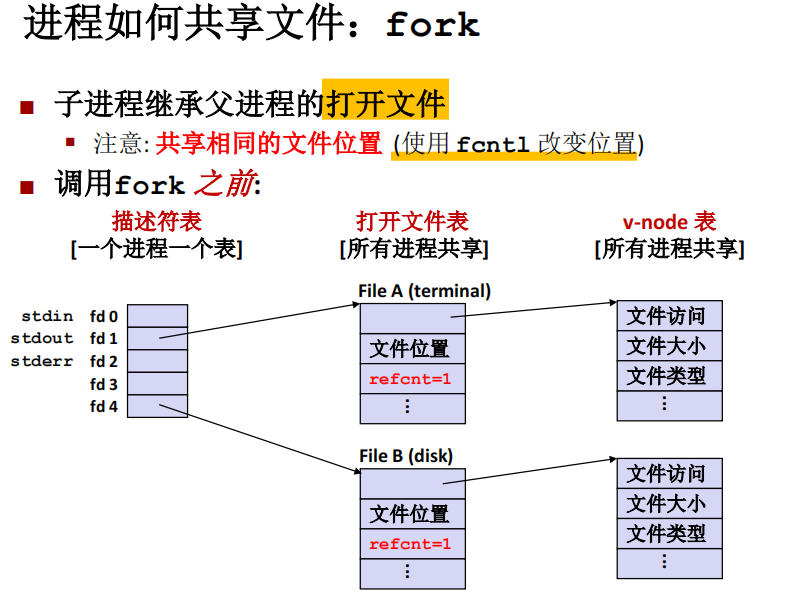 进程如何共享文件：fork
子进程继承父进程的打开文件
注意: 共享相同的文件位置 (使用 fcntl 改变位置)
调用fork 之前:
描述符表
[一个进程一个表]
打开文件表
[所有进程共享]
v-node 表
[所有进程共享]
stdin fd 0
stdout fd 1
stderr fd 2
fd 3
fd 4
File A (terminal)
文件位置
refcnt=1
⋮
文件访问
文件大小
文件类型
⋮
File B (disk)
文件位置
refcnt=1
⋮
文件访问
文件大小
文件类型
⋮